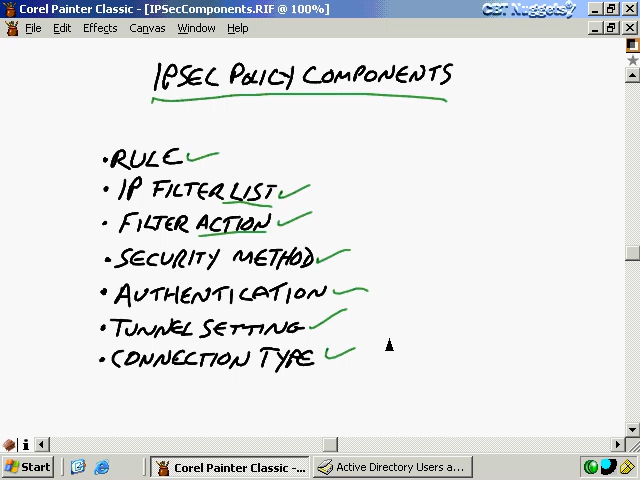 Corel Painter Classic - [IPSecComponents.RIF @ 100%]
CBT Nuggets
File Edit Effects Canvas Window Help
IPSEC POLICY COMPONENTS
• RULE
• IP FILTER LIST
• FILTER ACTION
• SECURITY METHOD
• AUTHENTICATION
• TUNNEL SETTING
• CONNECTION TYPE
Start Corel Painter Classic -... Active Directory Users a...